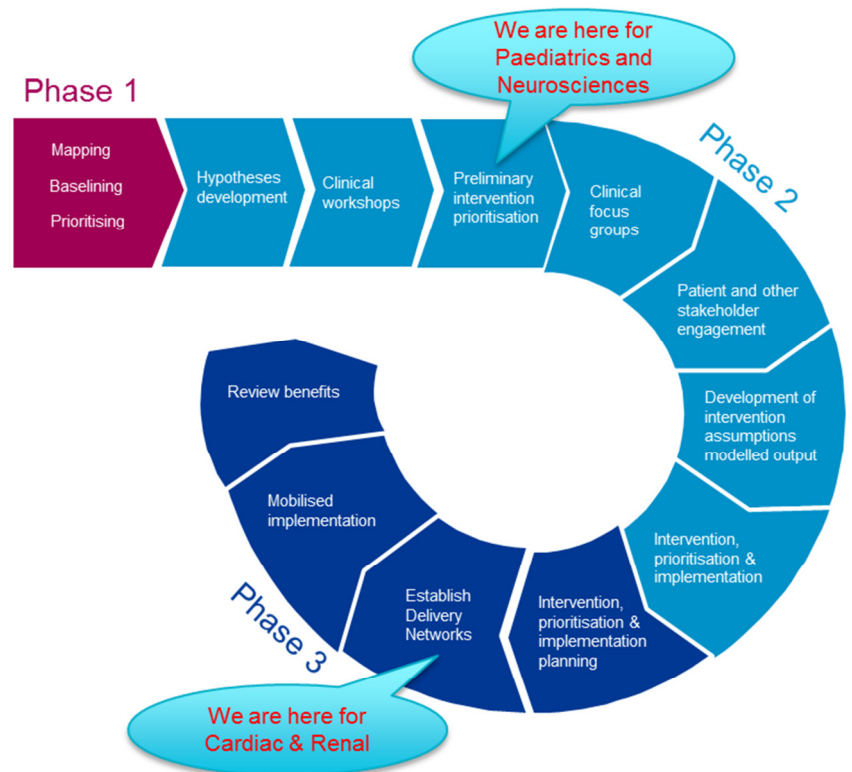 We are here for
Paediatrics and
Neurosciences
Phase 1
Mapping
Baselining
Prioritising
Hypotheses
development
Clinical
workshops
Preliminary
intervention
prioritisation
Clinical
focus
groups
Phase 2
Patient and other
stakeholder
engagement
Development of
intervention
assumptions
modelled output
Intervention,
prioritisation &
implementation
Intervention,
prioritisation &
implementation
planning
Establish
Delivery
Networks
Mobilised
implementation
Review benefits
Phase 3
We are here for
Cardiac & Renal